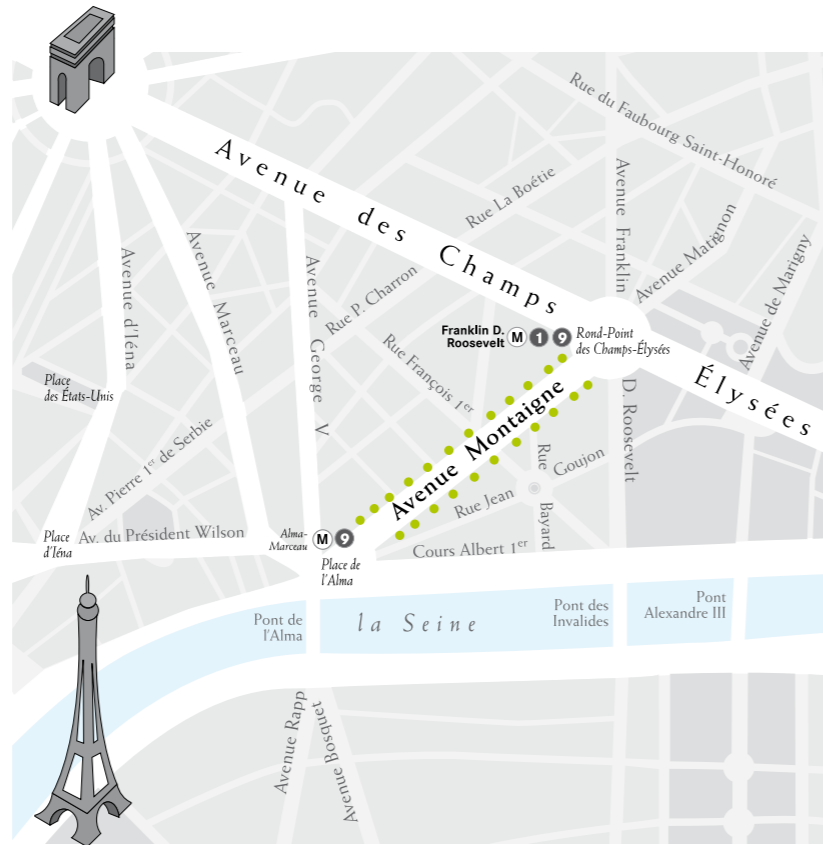 Rue du Faubourg Saint-Honoré
Avenue des Champs
Élysées
Rue La Boétie
Avenue Franklin
D. Roosevelt
Avenue Matignon
Avenue de Marigny
Avenue d'Iéna
Avenue Marceau
Avenue George V
Rue P. Charron
Rue François 1er
Franklin D.
Roosevelt
M 1 9
Rond-Point
des Champs-Élysées
Place
des États-Unis
Avenue Montaigne
Av. Pierre 1er de Serbie
Rue Jean Goujon
Rue Bayard
Place
d'Iéna
Av. du Président Wilson
Alma-
Marceau
M 9
Place de
l'Alma
Cours Albert 1er
Pont de
l'Alma
la Seine
Pont des
Invalides
Pont
Alexandre III
Avenue Rapp
Avenue Bosquet